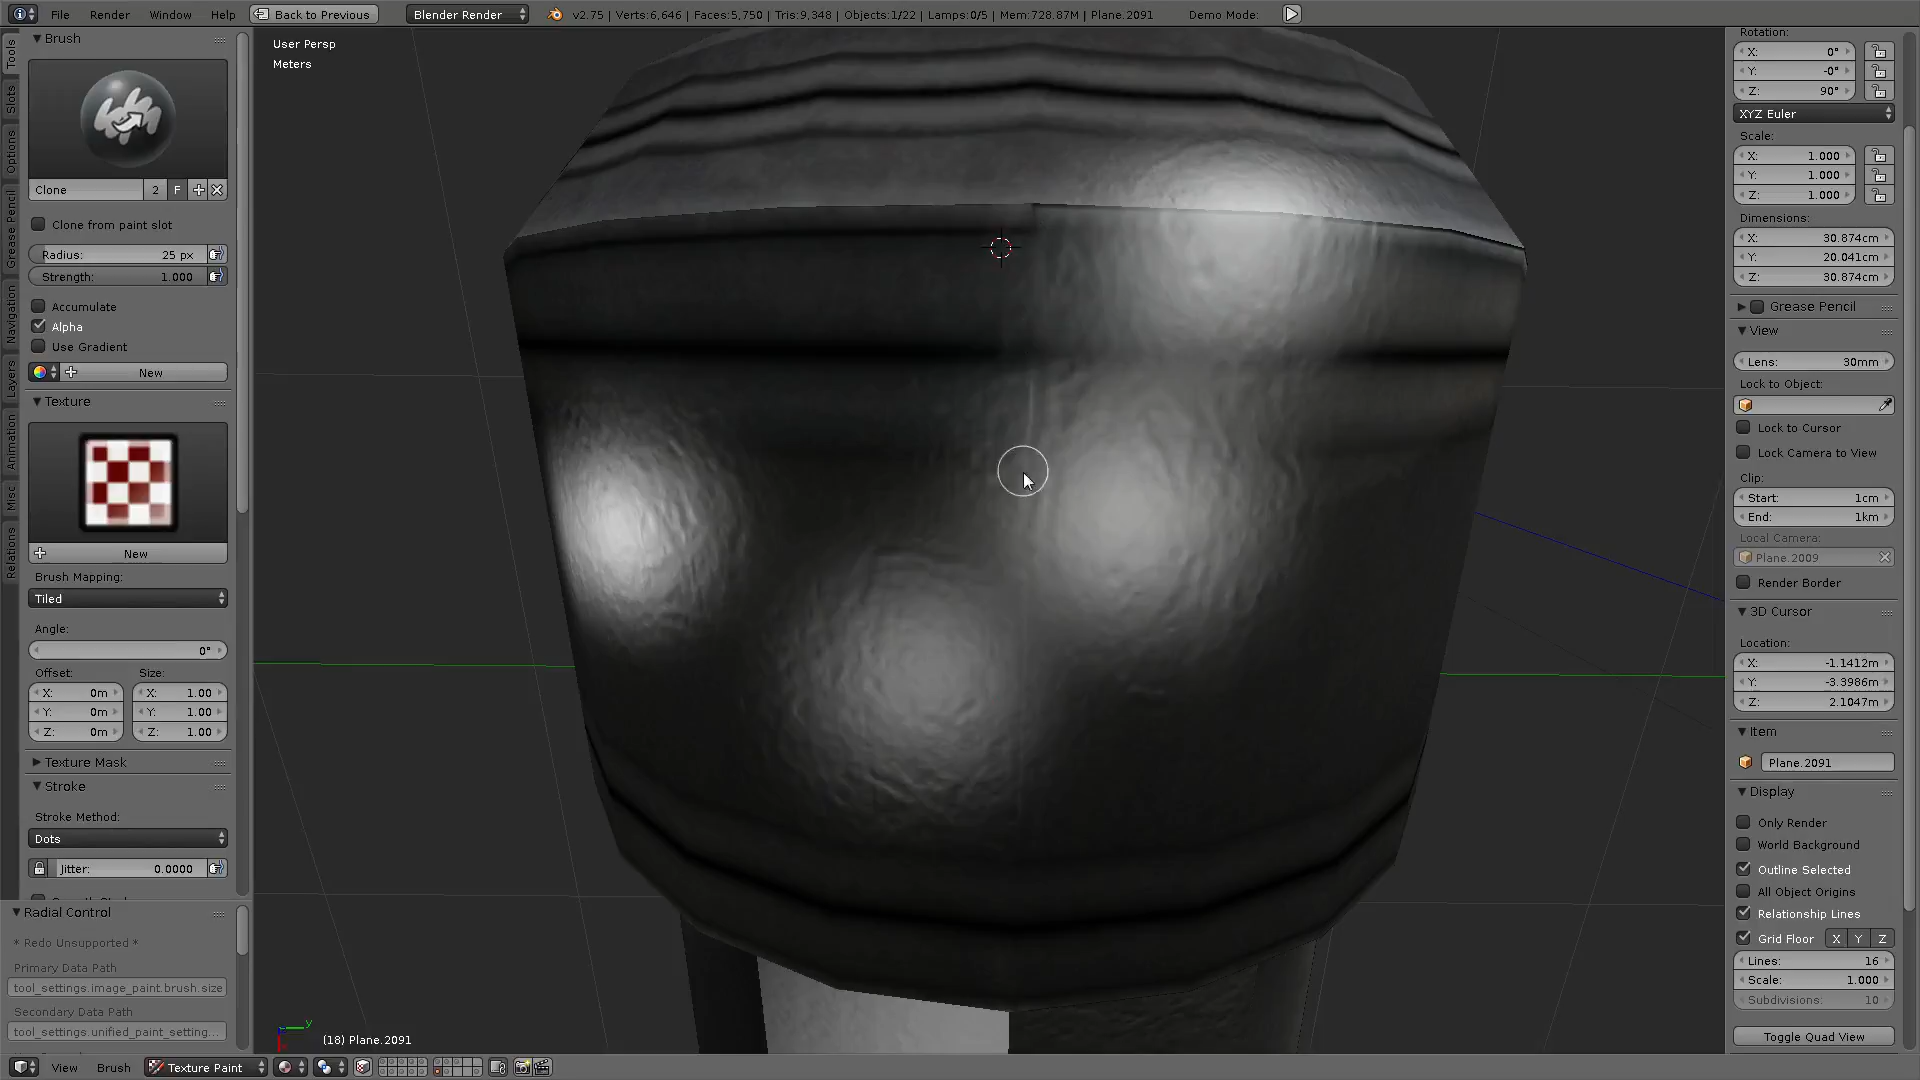 File Render Window Help Back to Previous Blender Render v2.75 | Verts:6,646 | Faces:5,750 | Tris:9,348 | Objects:1/22 | Lamps:0/5 | Mem:728.87M | Plane.2091 Demo Mode:
Tools
Slots
Options
Grease Pencil
Navigation
Layers
Animation
Misc
Relations
Brush
Clone 2 F
Clone from paint slot
Radius: 25 px
Strength: 1.000
Accumulate
Alpha
Use Gradient
New
Texture
New
Brush Mapping:
Tiled
Angle:
0°
Offset: Size:
X: 0m X: 1.00
Y: 0m Y: 1.00
Z: 0m Z: 1.00
Texture Mask
Stroke
Stroke Method:
Dots
Jitter: 0.0000
Radial Control
* Redo Unsupported *
Primary Data Path
tool_settings.image_paint.brush.size
Secondary Data Path
tool_settings.unified_paint_setting...
User Persp
Meters
y
(18) Plane.2091
Rotation:
X: 0°
Y: -0°
Z: 90°
XYZ Euler
Scale:
X: 1.000
Y: 1.000
Z: 1.000
Dimensions:
X: 30.874cm
Y: 20.041cm
Z: 30.874cm
Grease Pencil
View
Lens: 30mm
Lock to Object:
Lock to Cursor
Lock Camera to View
Clip:
Start: 1cm
End: 1km
Local Camera:
Plane.2009
Render Border
3D Cursor
Location:
X: -1.1412m
Y: -3.3986m
Z: 2.1047m
Item
Plane.2091
Display
Only Render
World Background
Outline Selected
All Object Origins
Relationship Lines
Grid Floor X Y Z
Lines: 16
Scale: 1.000
Subdivisions: 10
Toggle Quad View
View Brush Texture Paint